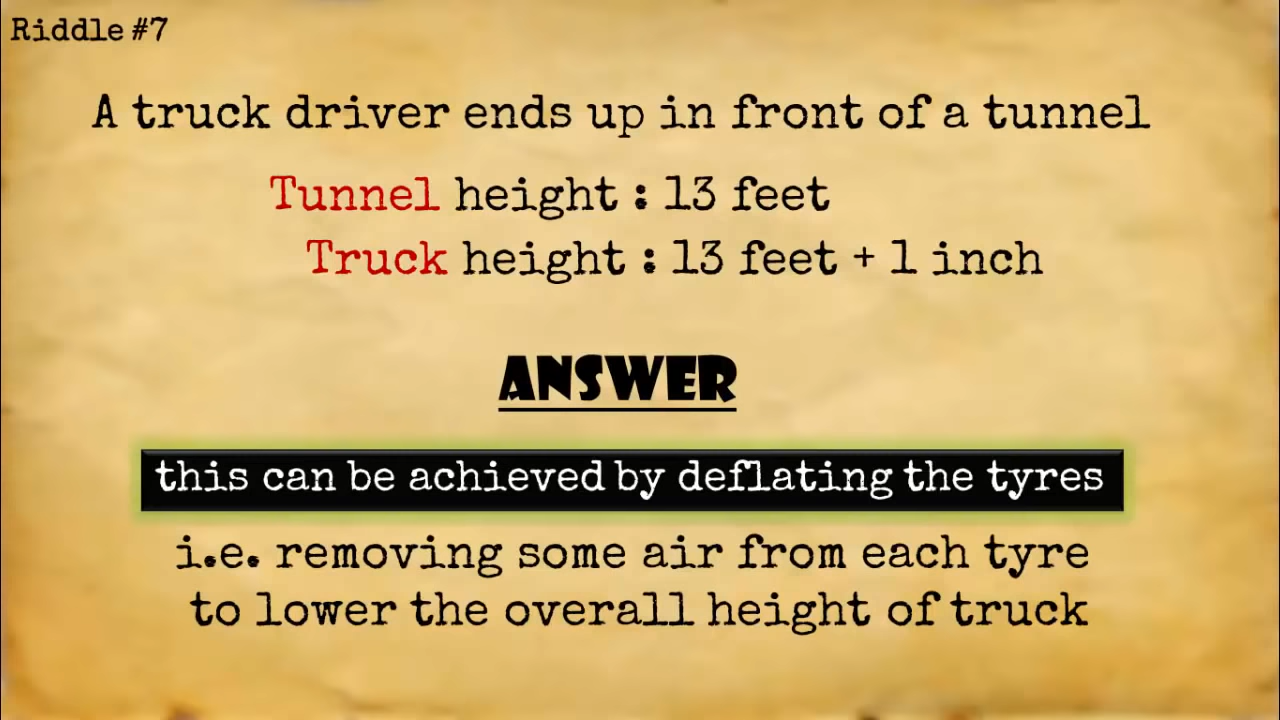 Riddle #7
A truck driver ends up in front of a tunnel
Tunnel height : 13 feet
Truck height : 13 feet + 1 inch
ANSWER
this can be achieved by deflating the tyres
i.e. removing some air from each tyre
to lower the overall height of truck